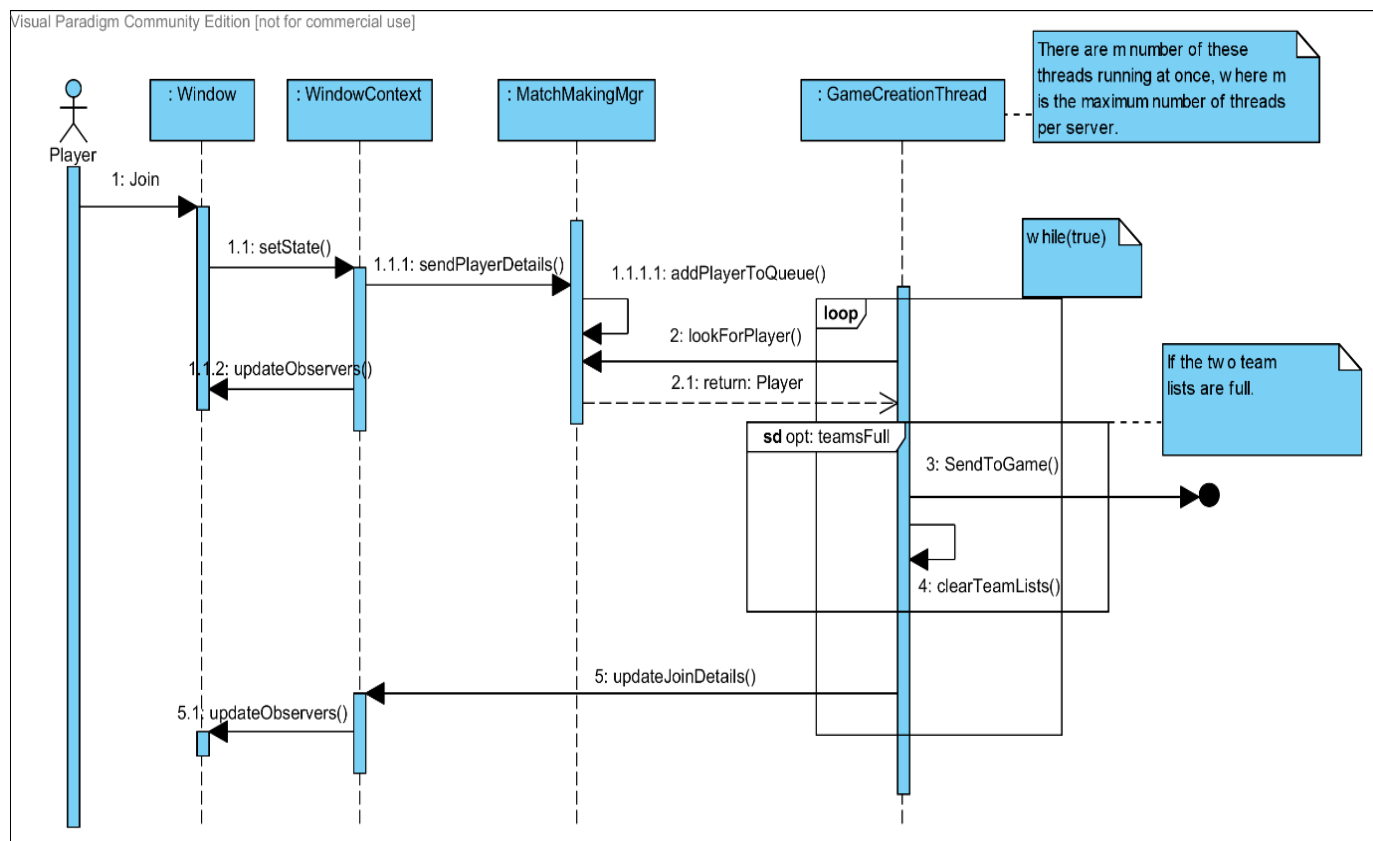 Visual Paradigm Community Edition [not for commercial use]
There are m number of these
threads running at once, where m
is the maximum number of threads
per server.
: Window
: WindowContext
: MatchMakingMgr
: GameCreationThread
Player
1: Join
while(true)
1.1: setState()
1.1.1: sendPlayerDetails()
1.1.1.1: addPlayerToQueue()
loop
2: lookForPlayer()
1.1.2: updateObservers()
2.1: return: Player
If the two team
lists are full.
sd opt: teamsFull
3: SendToGame()
4: clearTeamLists()
5: updateJoinDetails()
5.1: updateObservers()